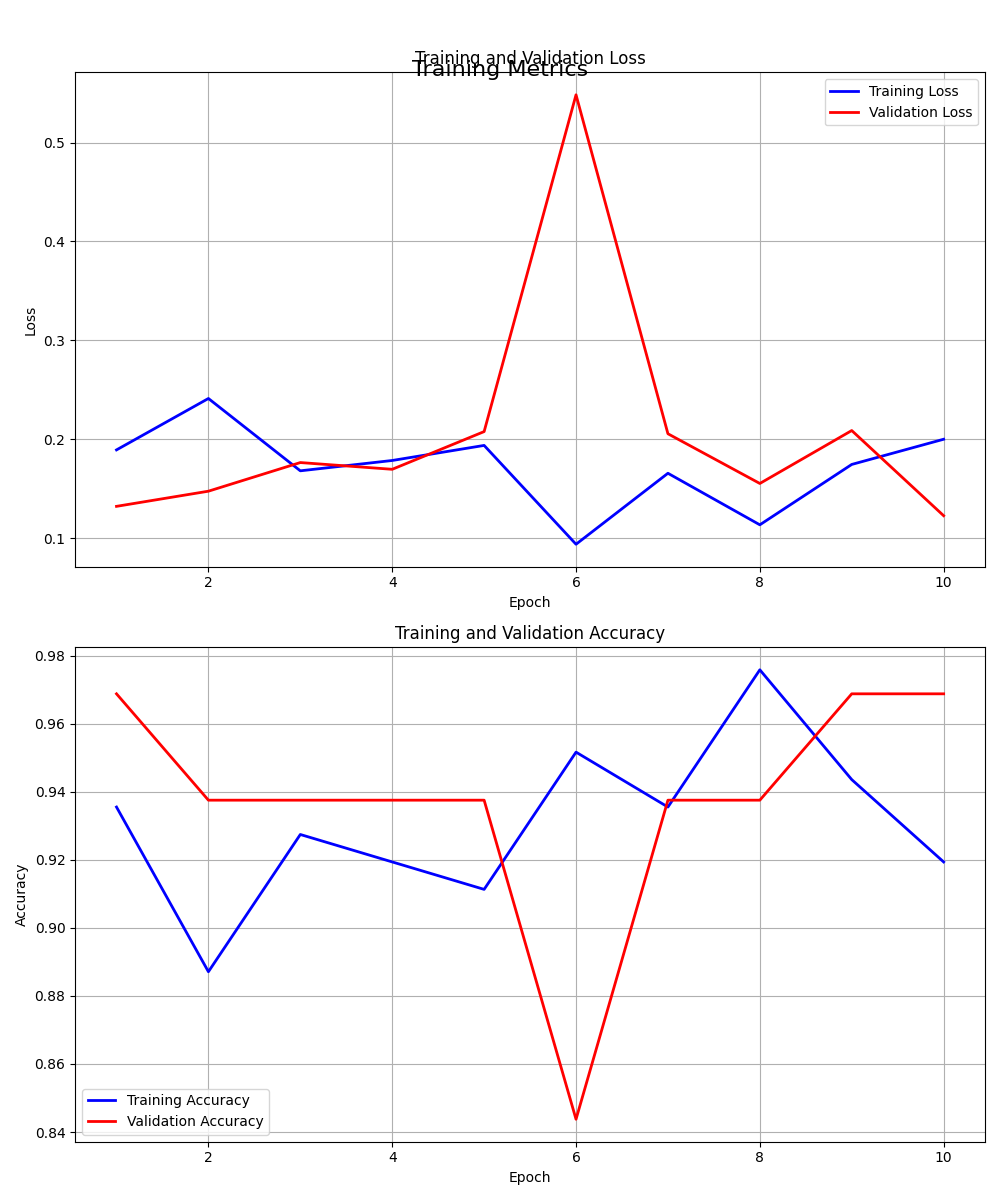 Training and Validation Loss
Training Metrics
Training Loss
Validation Loss
0.5
0.4
0.3
0.2
0.1
Loss
2 4 6 8 10
Epoch
Training and Validation Accuracy
0.98
0.96
0.94
0.92
0.90
0.88
0.86
0.84
Accuracy
Training Accuracy
Validation Accuracy
2 4 6 8 10
Epoch